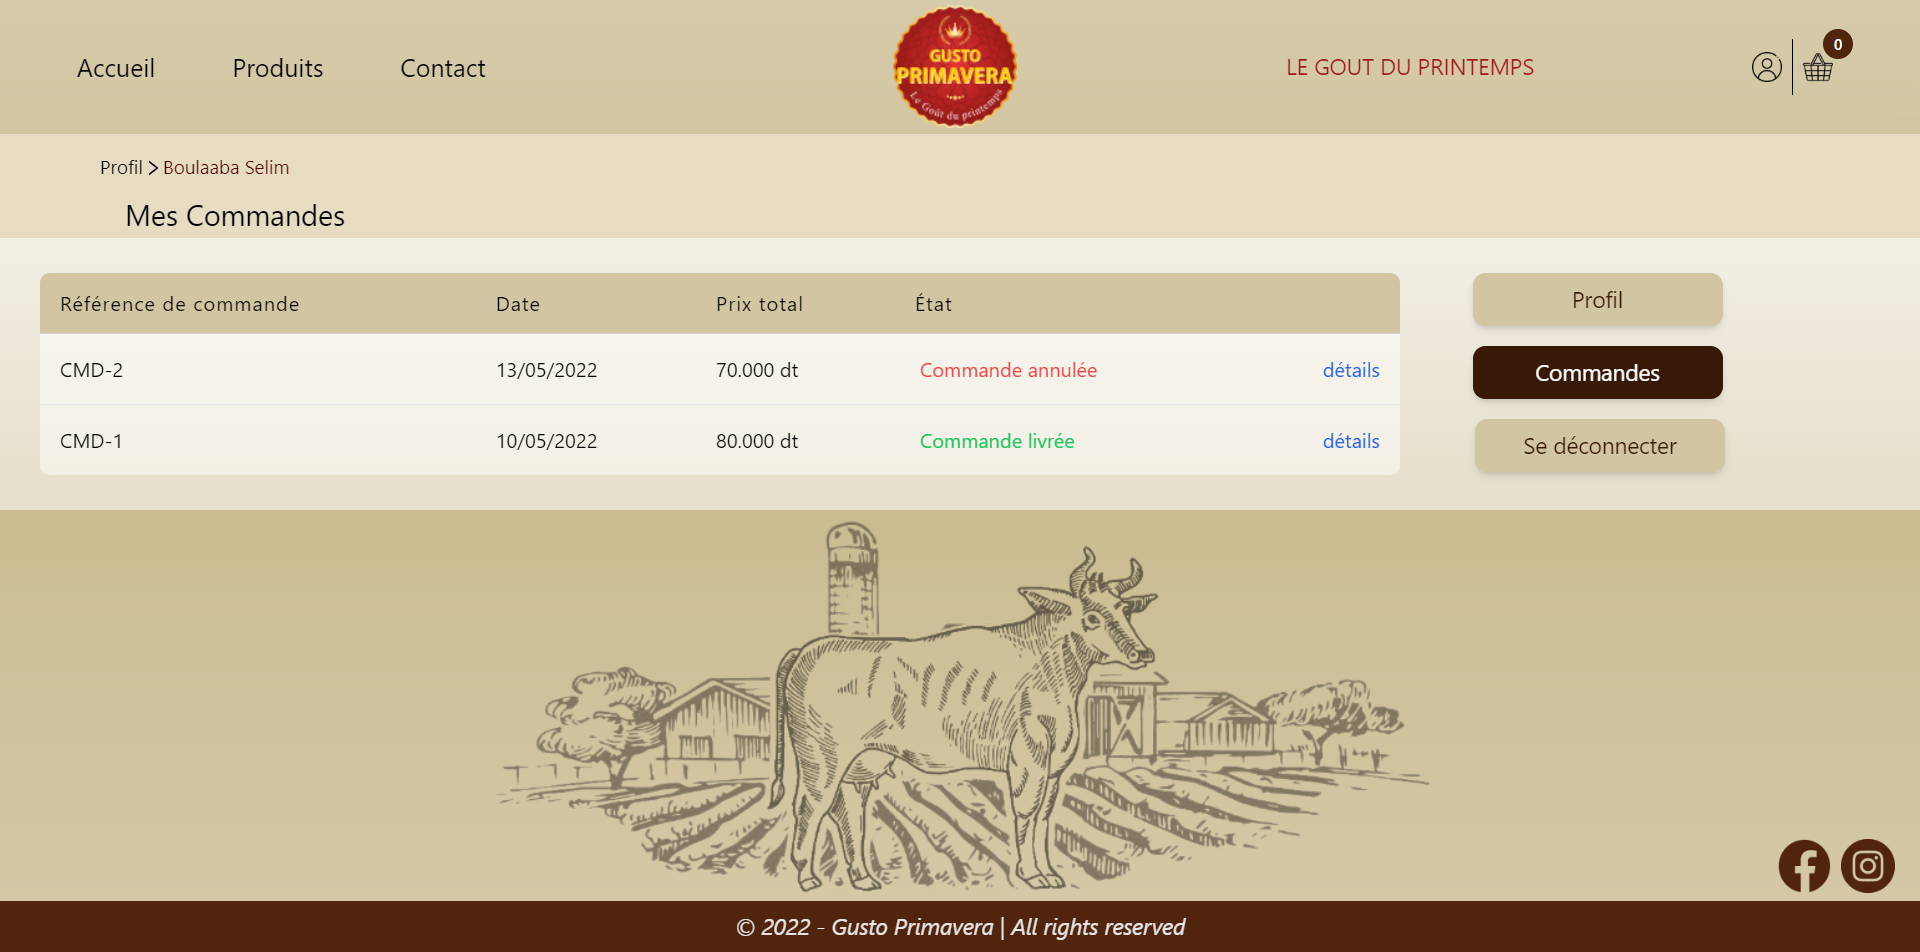 Accueil Produits Contact
GUSTO
PRIMAVERA
Le Goût du printemps
LE GOUT DU PRINTEMPS
0
Profil > Boulaaba Selim
Mes Commandes
Référence de commande Date Prix total État
CMD-2 13/05/2022 70.000 dt Commande annulée détails
CMD-1 10/05/2022 80.000 dt Commande livrée détails
Profil
Commandes
Se déconnecter
© 2022 - Gusto Primavera | All rights reserved